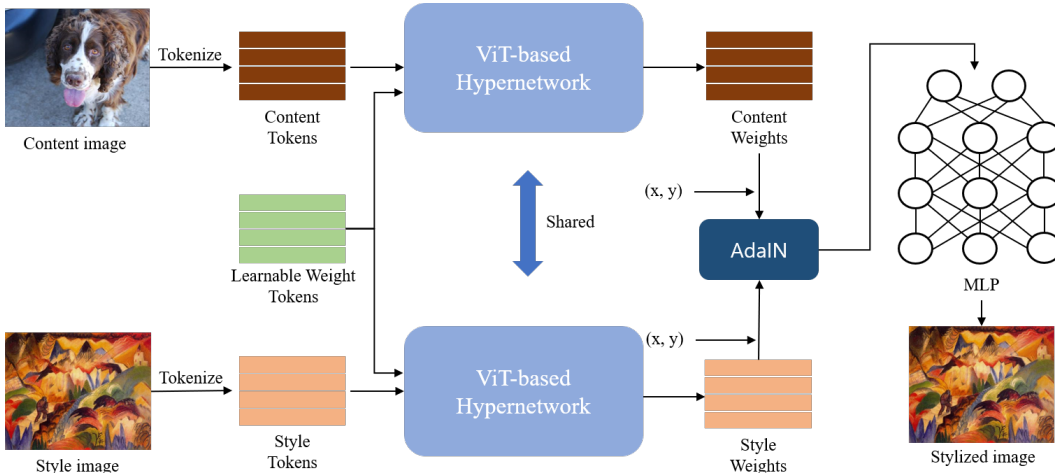 Content image
Tokenize
Content
Tokens
ViT-based
Hypernetwork
Content
Weights
(x, y)
Learnable Weight
Tokens
Shared
AdaIN
MLP
Style image
Tokenize
Style
Tokens
ViT-based
Hypernetwork
(x, y)
Style
Weights
Stylized image